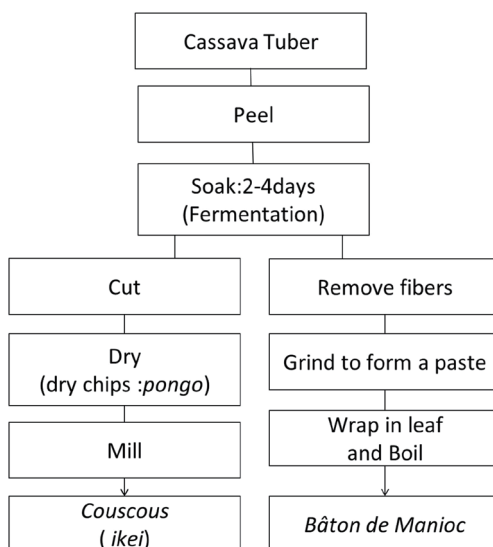 Cassava Tuber
Peel
Soak:2-4days
(Fermentation)
Cut
Dry
(dry chips :pongo)
Mill
Couscous
( ikei)
Remove fibers
Grind to form a paste
Wrap in leaf
and Boil
Bâton de Manioc